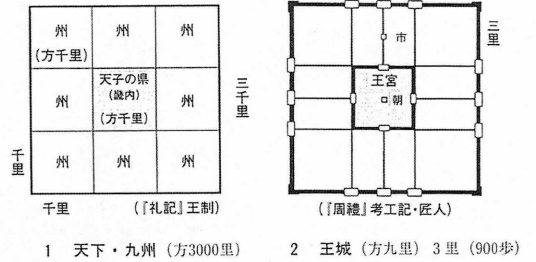 州
(方千里)
州
州
州
天子の県
(畿内)
(方千里)
州
州
州
州
三千里
千里
千里
(『礼記』王制)
1 天下・九州 (方3000里)
市
王宮
朝
三里
(『周禮』考工記・匠人)
2 王城 (方九里) 3里 (900歩)